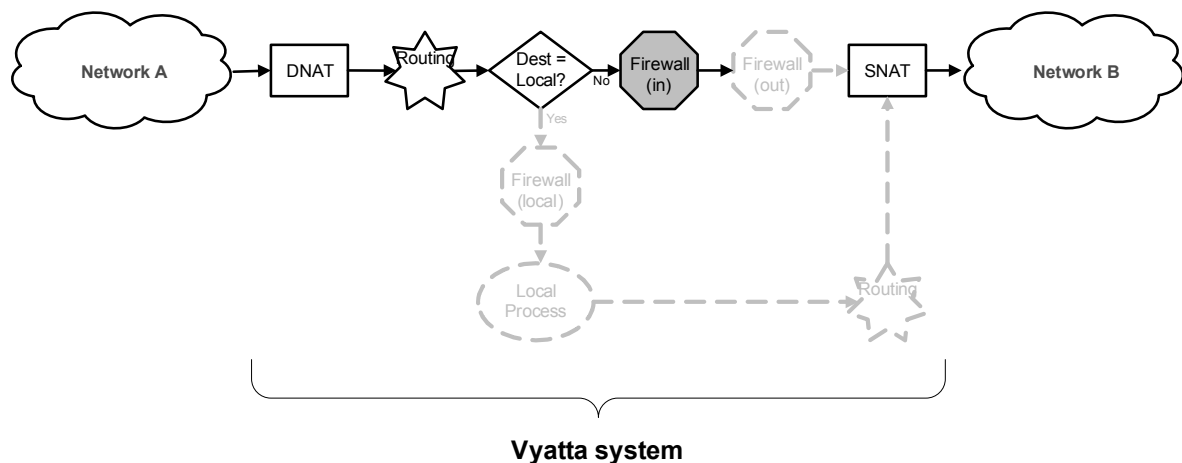 Network A
DNAT
Routing
Dest =
Local?
No
Firewall
(in)
Firewall
(out)
SNAT
Network B
Yes
Firewall
(local)
Local
Process
Routing
Vyatta system